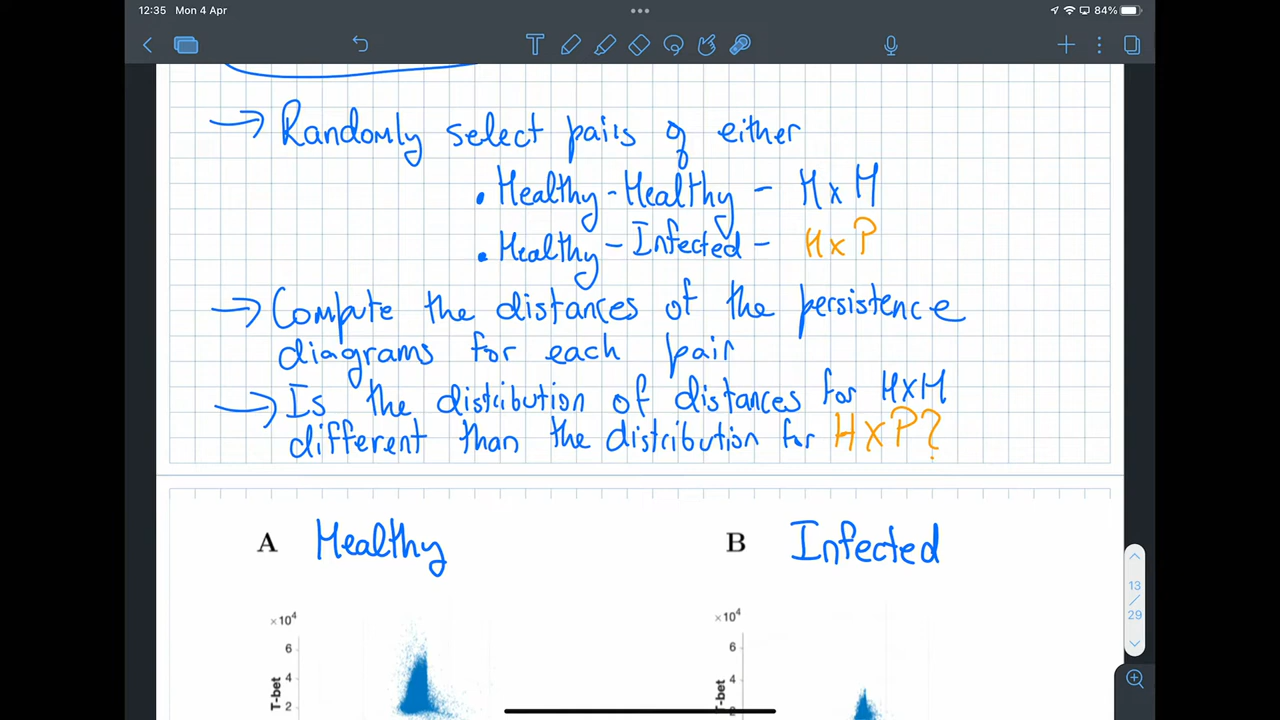 12:35 Mon 4 Apr
84%
→ Randomly select pairs of either
• Healthy - Healthy - H x H
• Healthy - Infected - H x P
→ Compute the distances of the persistence
diagrams for each pair
→ Is the distribution of distances for H x H
different than the distribution for H x P?
13
/
29
A Healthy
B Infected
×10⁴
6
4
2
T-bet
×10⁴
6
4
2
T-bet